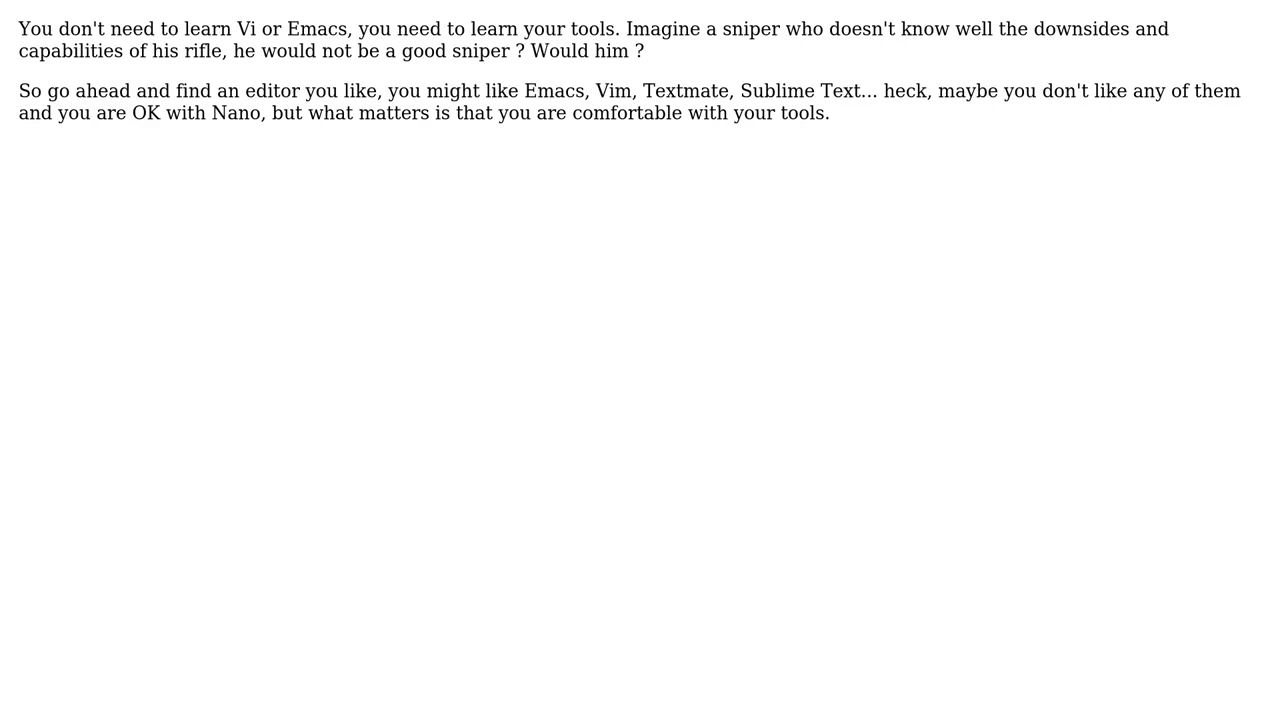 You don't need to learn Vi or Emacs, you need to learn your tools. Imagine a sniper who doesn't know well the downsides and
capabilities of his rifle, he would not be a good sniper ? Would him ?
So go ahead and find an editor you like, you might like Emacs, Vim, Textmate, Sublime Text... heck, maybe you don't like any of them
and you are OK with Nano, but what matters is that you are comfortable with your tools.